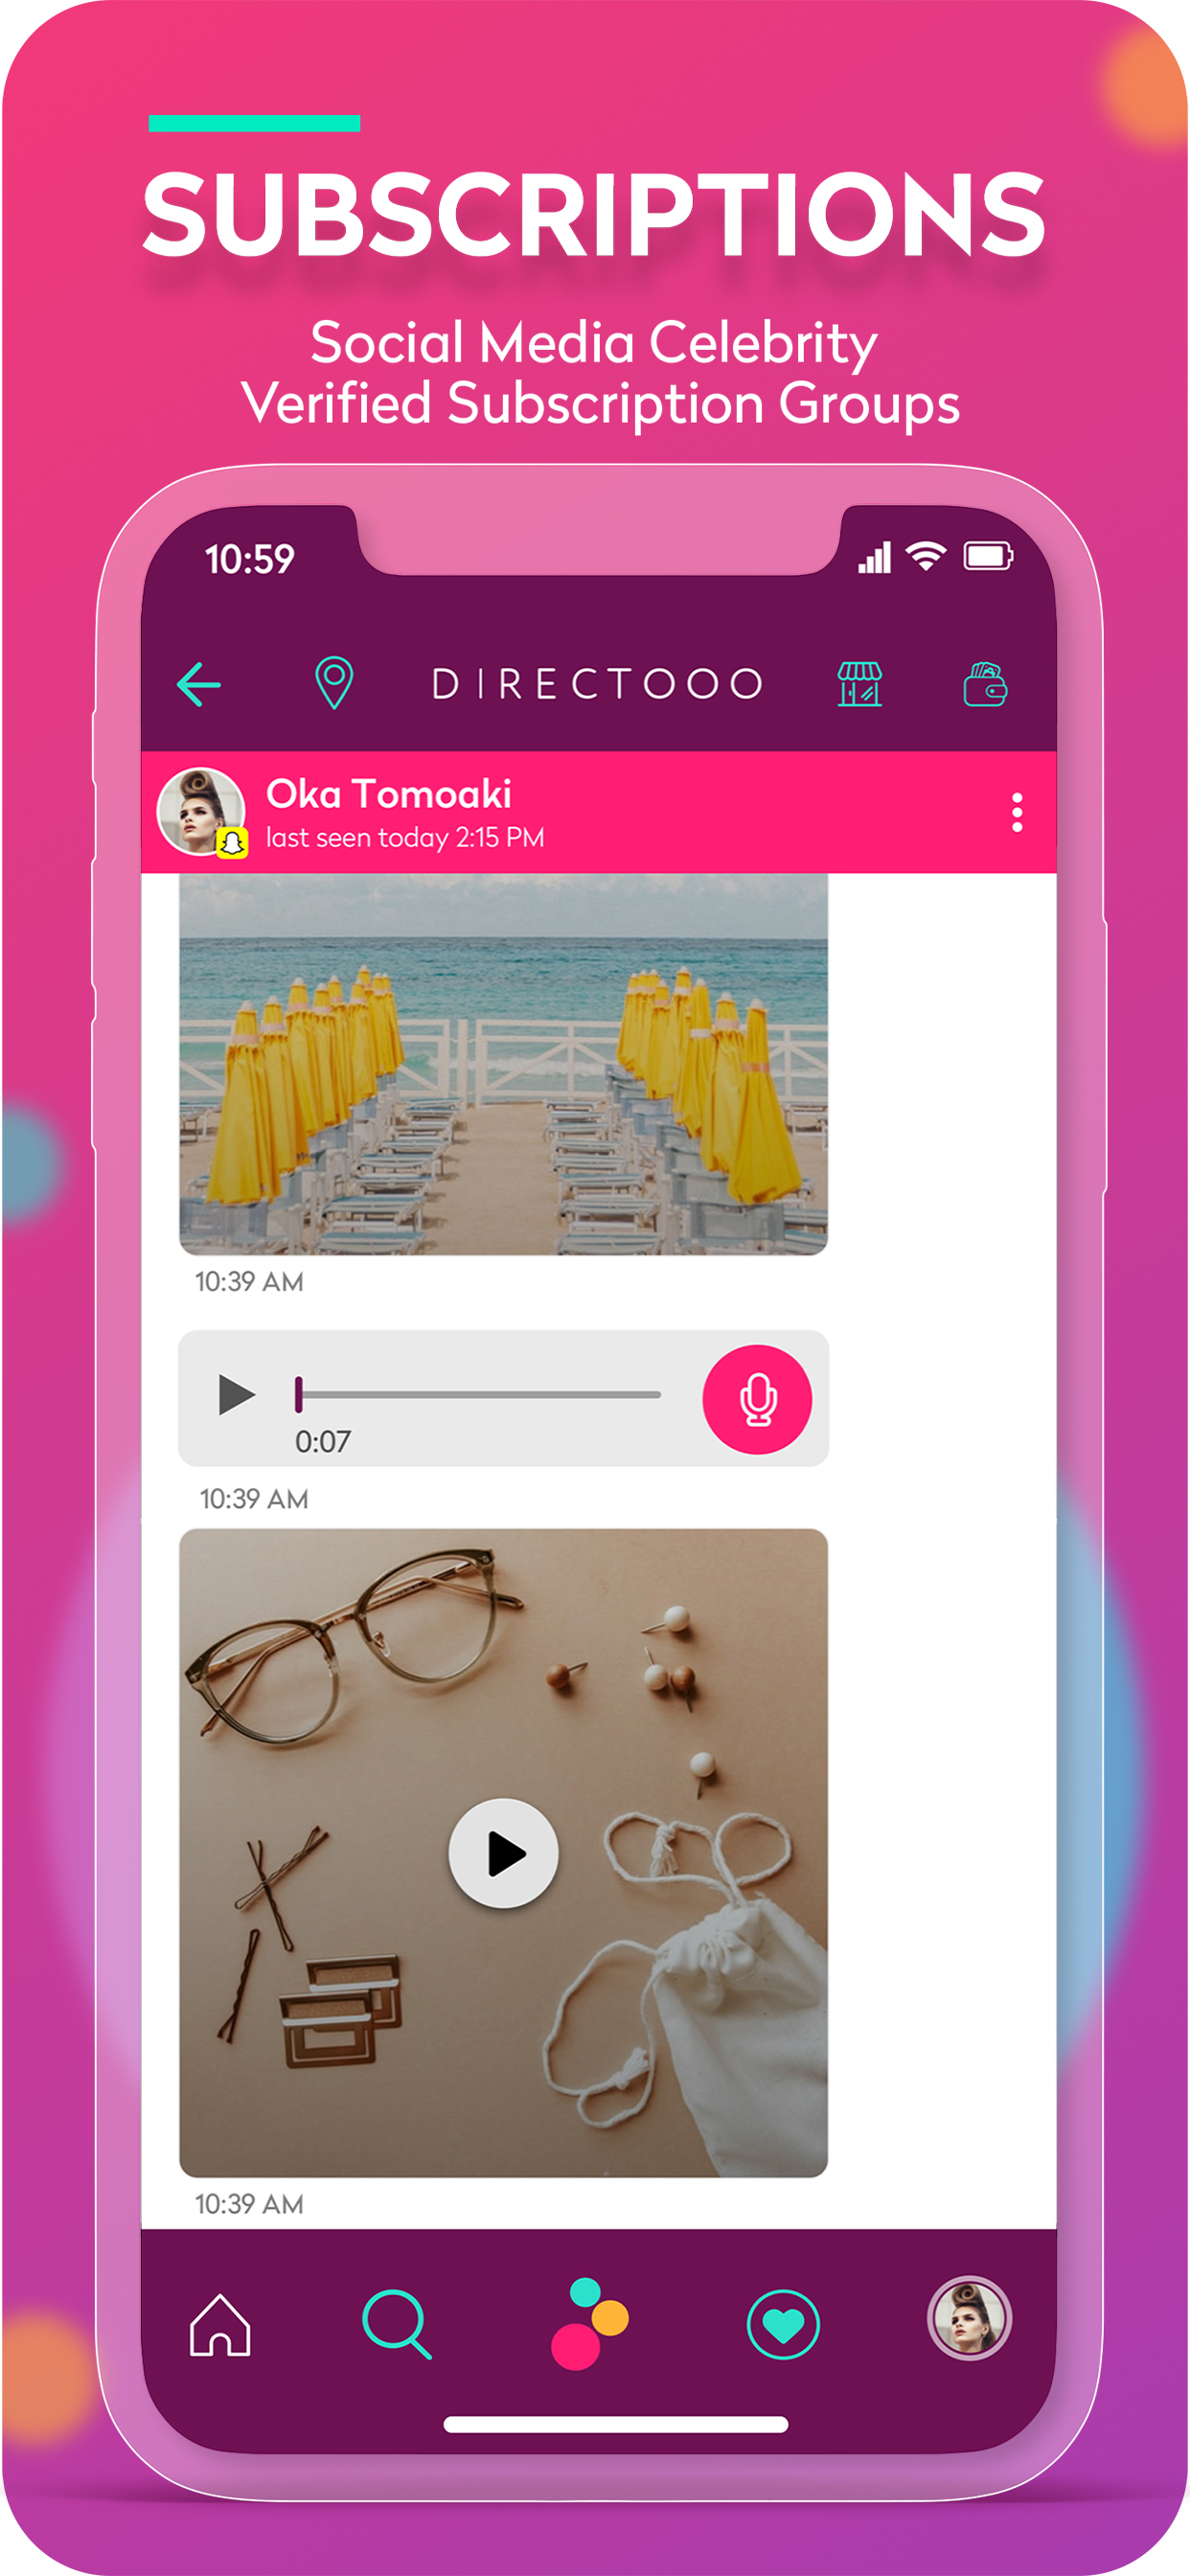 SUBSCRIPTIONS
Social Media Celebrity
Verified Subscription Groups
10:59
DIRECTOOO
Oka Tomoaki
last seen today 2:15 PM
10:39 AM
0:07
10:39 AM
10:39 AM